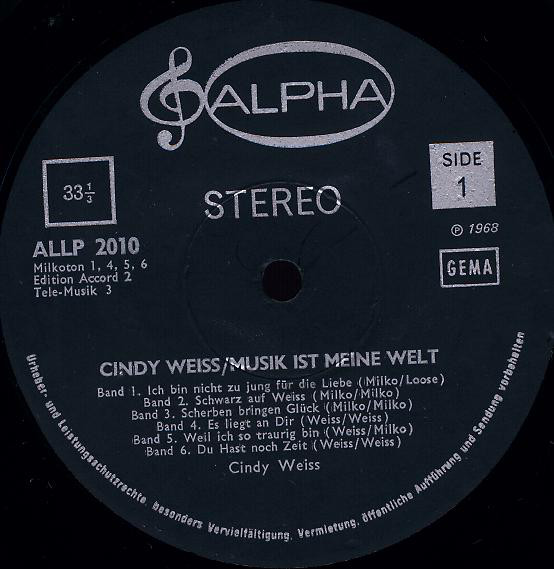 ALPHA
33 1/3
STEREO
SIDE
1
℗ 1968
ALLP 2010
Milkoton 1, 4, 5, 6
Edition Accord 2
Tele-Musik 3
GEMA
CINDY WEISS/MUSIK IST MEINE WELT
Band 1. Ich bin nicht zu jung für die Liebe (Milko/Loose)
Band 2. Schwarz auf Weiss (Milko/Milko)
Band 3. Scherben bringen Glück (Milko/Milko)
Band 4. Es liegt an Dir (Weiss/Weiss)
Band 5. Weil ich so traurig bin (Weiss/Milko)
Band 6. Du Hast noch Zeit (Weiss/Weiss)
Cindy Weiss
Urheber- und Leistungsschutzrechte, besonders Vervielfältigung, Vermietung, öffentliche Aufführung und Sendung vorbehalten